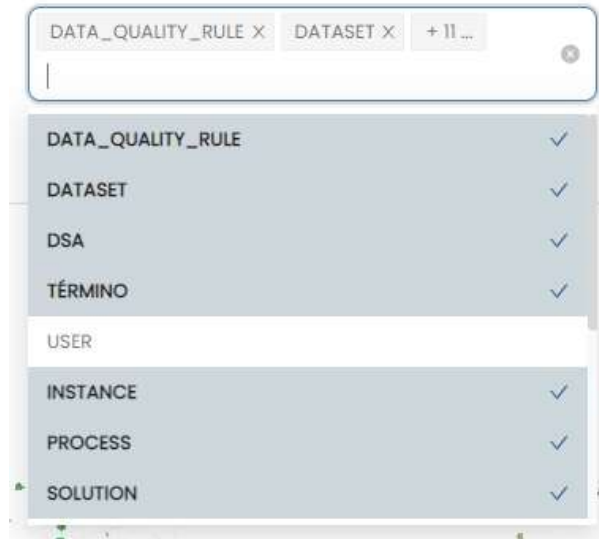 DATA_QUALITY_RULE × DATASET × + 11 ...
DATA_QUALITY_RULE
DATASET
DSA
TÉRMINO
USER
INSTANCE
PROCESS
SOLUTION